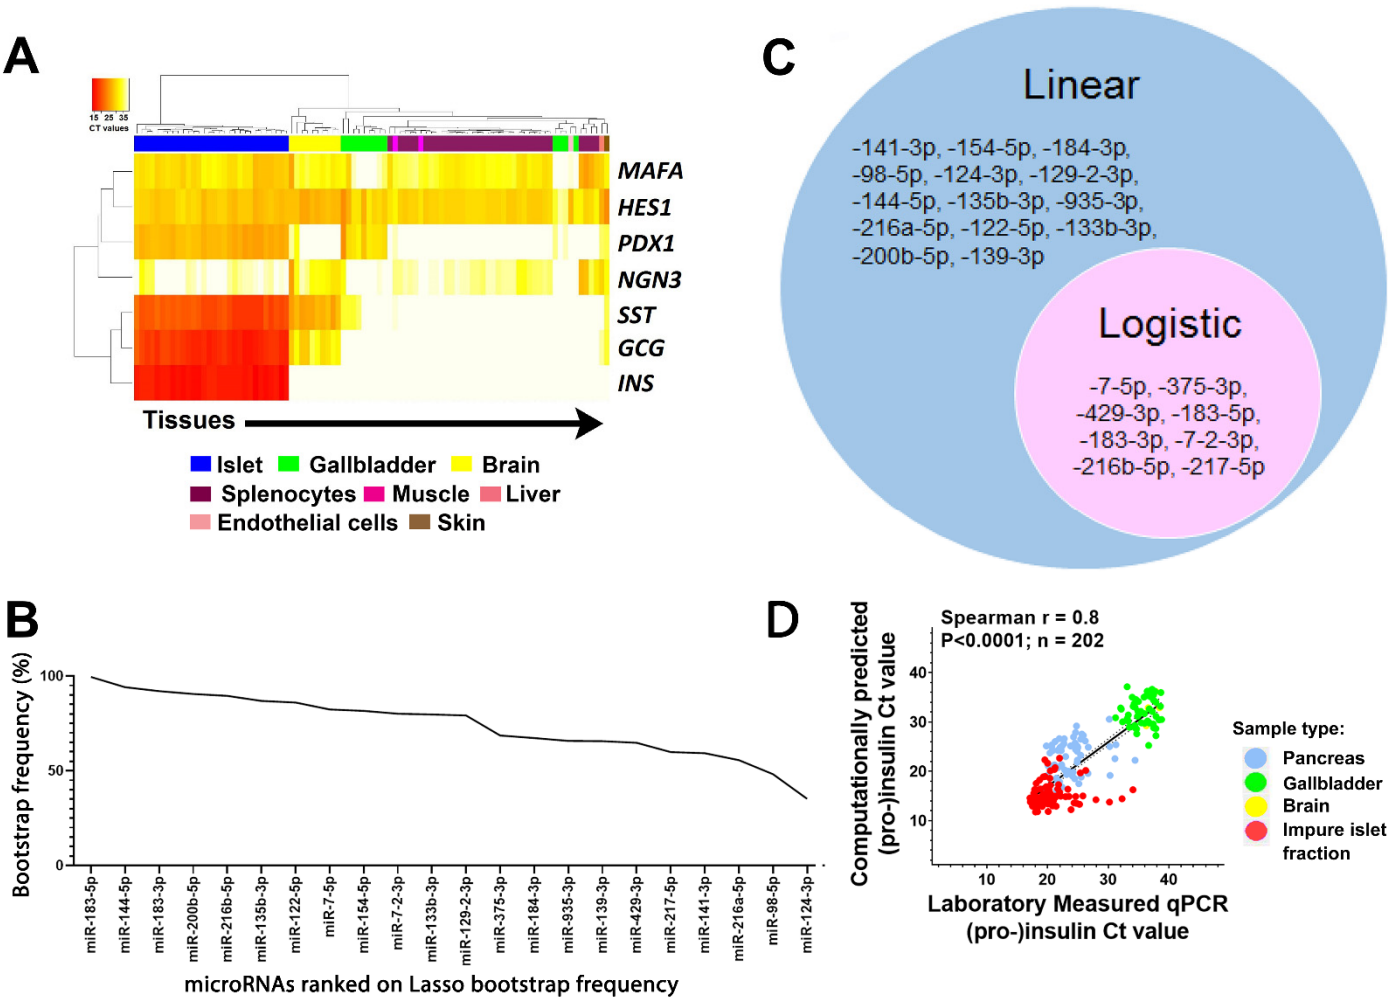 A
15 25 35
CT values
MAFA
HES1
PDX1
NGN3
SST
GCG
INS
Tissues
Islet Gallbladder Brain
Splenocytes Muscle Liver
Endothelial cells Skin
B
Bootstrap frequency (%)
100
50
0
miR-183-5p
miR-144-5p
miR-183-3p
miR-200b-5p
miR-216b-5p
miR-135b-3p
miR-122-5p
miR-7-5p
miR-154-5p
miR-7-2-3p
miR-133b-3p
miR-129-2-3p
miR-375-3p
miR-184-3p
miR-935-3p
miR-139-3p
miR-429-3p
miR-217-5p
miR-141-3p
miR-216a-5p
miR-98-5p
miR-124-3p
microRNAs ranked on Lasso bootstrap frequency
C
Linear
-141-3p, -154-5p, -184-3p,
-98-5p, -124-3p, -129-2-3p,
-144-5p, -135b-3p, -935-3p,
-216a-5p, -122-5p, -133b-3p,
-200b-5p, -139-3p
Logistic
-7-5p, -375-3p,
-429-3p, -183-5p,
-183-3p, -7-2-3p,
-216b-5p, -217-5p
D
Computationally predicted
(pro-)insulin Ct value
Spearman r = 0.8
P<0.0001; n = 202
40
30
20
10
10 20 30 40
Laboratory Measured qPCR
(pro-)insulin Ct value
Sample type:
Pancreas
Gallbladder
Brain
Impure islet
fraction